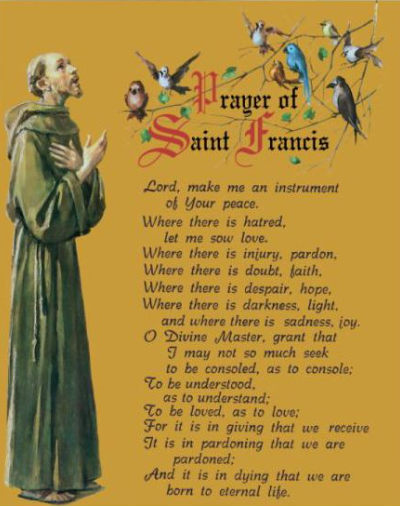 Prayer of
Saint Francis
Lord, make me an instrument
of Your peace.
Where there is hatred,
let me sow love.
Where there is injury, pardon,
Where there is doubt, faith,
Where there is despair, hope,
Where there is darkness, light,
and where there is sadness, joy.
O Divine Master, grant that
I may not so much seek
to be consoled, as to console;
To be understood,
as to understand;
To be loved, as to love;
For it is in giving that we receive
It is in pardoning that we are
pardoned;
And it is in dying that we are
born to eternal life.